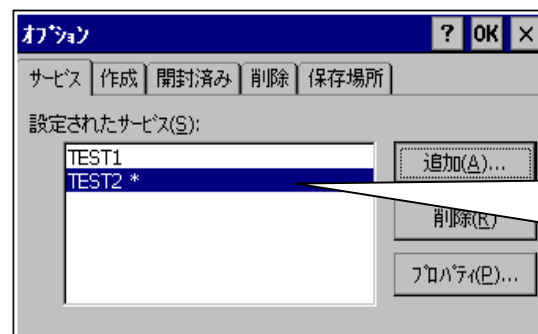 オプション ? OK ×
サービス 作成 開封済み 削除 保存場所
設定されたサービス(S):
TEST1
TEST2 *
追加(A)...
削除(R)
プロパティ(P)...